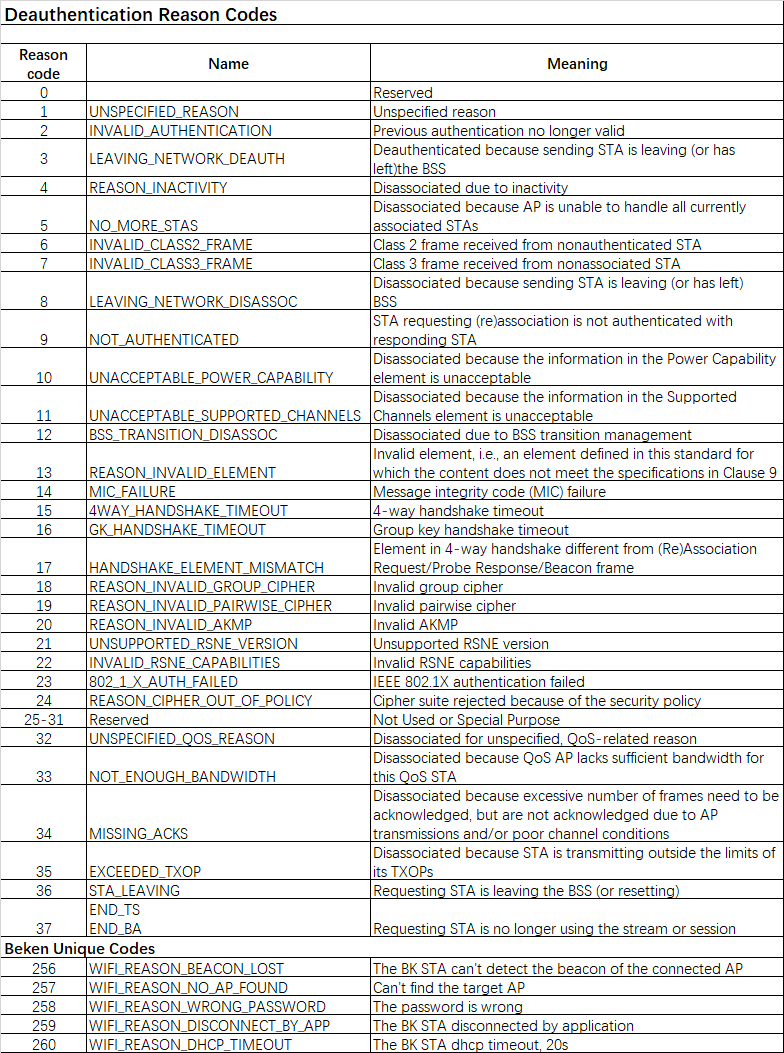 Deauthentication Reason Codes
Reason code Name Meaning
0 Reserved
1 UNSPECIFIED_REASON Unspecified reason
2 INVALID_AUTHENTICATION Previous authentication no longer valid
3 LEAVING_NETWORK_DEAUTH Deauthenticated because sending STA is leaving (or has
left)the BSS
4 REASON_INACTIVITY Disassociated due to inactivity
5 NO_MORE_STAS Disassociated because AP is unable to handle all currently
associated STAs
6 INVALID_CLASS2_FRAME Class 2 frame received from nonauthenticated STA
7 INVALID_CLASS3_FRAME Class 3 frame received from nonassociated STA
8 LEAVING_NETWORK_DISASSOC Disassociated because sending STA is leaving (or has left)
BSS
9 NOT_AUTHENTICATED STA requesting (re)association is not authenticated with
responding STA
10 UNACCEPTABLE_POWER_CAPABILITY Disassociated because the information in the Power Capability
element is unacceptable
11 UNACCEPTABLE_SUPPORTED_CHANNELS Disassociated because the information in the Supported
Channels element is unacceptable
12 BSS_TRANSITION_DISASSOC Disassociated due to BSS transition management
13 REASON_INVALID_ELEMENT Invalid element, i.e., an element defined in this standard for
which the content does not meet the specifications in Clause 9
14 MIC_FAILURE Message integrity code (MIC) failure
15 4WAY_HANDSHAKE_TIMEOUT 4-way handshake timeout
16 GK_HANDSHAKE_TIMEOUT Group key handshake timeout
17 HANDSHAKE_ELEMENT_MISMATCH Element in 4-way handshake different from (Re)Association
Request/Probe Response/Beacon frame
18 REASON_INVALID_GROUP_CIPHER Invalid group cipher
19 REASON_INVALID_PAIRWISE_CIPHER Invalid pairwise cipher
20 REASON_INVALID_AKMP Invalid AKMP
21 UNSUPPORTED_RSNE_VERSION Unsupported RSNE version
22 INVALID_RSNE_CAPABILITIES Invalid RSNE capabilities
23 802_1_X_AUTH_FAILED IEEE 802.1X authentication failed
24 REASON_CIPHER_OUT_OF_POLICY Cipher suite rejected because of the security policy
25-31 Reserved Not Used or Special Purpose
32 UNSPECIFIED_QOS_REASON Disassociated for unspecified, QoS-related reason
33 NOT_ENOUGH_BANDWIDTH Disassociated because QoS AP lacks sufficient bandwidth for
this QoS STA
34 MISSING_ACKS Disassociated because excessive number of frames need to be
acknowledged, but are not acknowledged due to AP
transmissions and/or poor channel conditions
35 EXCEEDED_TXOP Disassociated because STA is transmitting outside the limits of
its TXOPs
36 STA_LEAVING Requesting STA is leaving the BSS (or resetting)
END_TS
37 END_BA Requesting STA is no longer using the stream or session
Beken Unique Codes
256 WIFI_REASON_BEACON_LOST The BK STA can't detect the beacon of the connected AP
257 WIFI_REASON_NO_AP_FOUND Can't find the target AP
258 WIFI_REASON_WRONG_PASSWORD The password is wrong
259 WIFI_REASON_DISCONNECT_BY_APP The BK STA disconnected by application
260 WIFI_REASON_DHCP_TIMEOUT The BK STA dhcp timeout, 20s